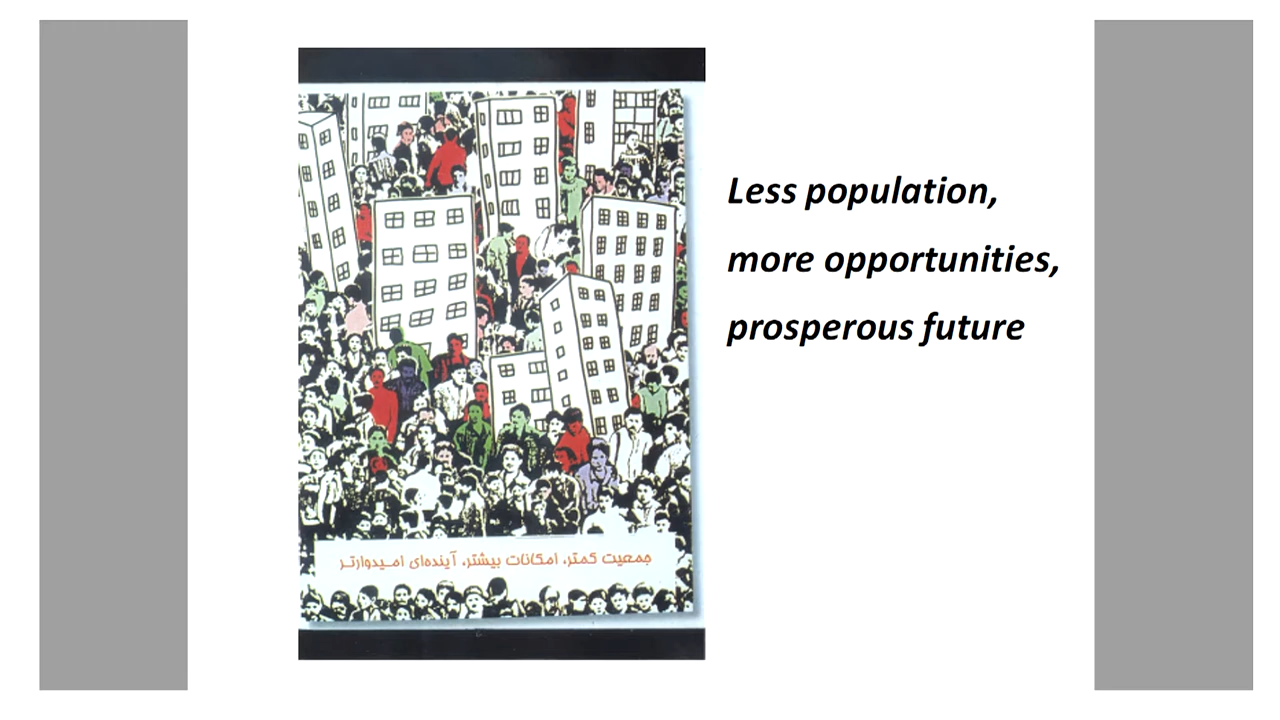 Less population,
more opportunities,
prosperous future
جمعیت کمتر، امکانات بیشتر، آینده‌ای امیدوارتر